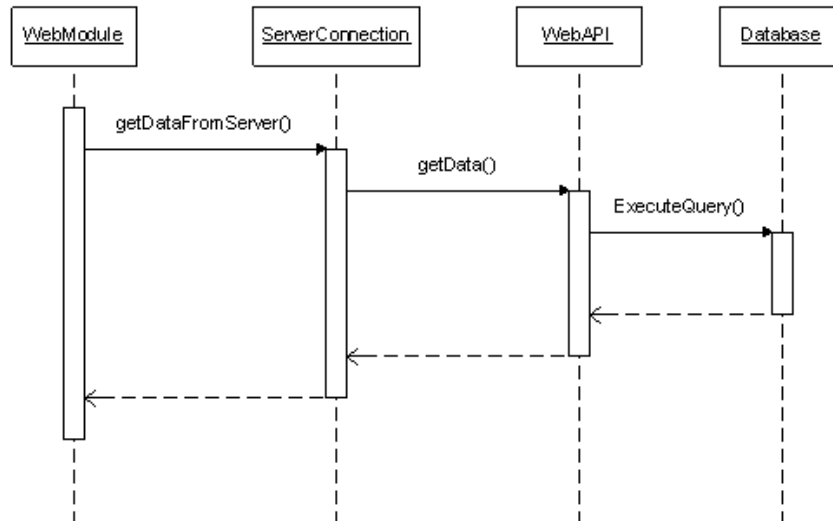 WebModule
ServerConnection
WebAPI
Database
getDataFromServer()
getData()
ExecuteQuery()